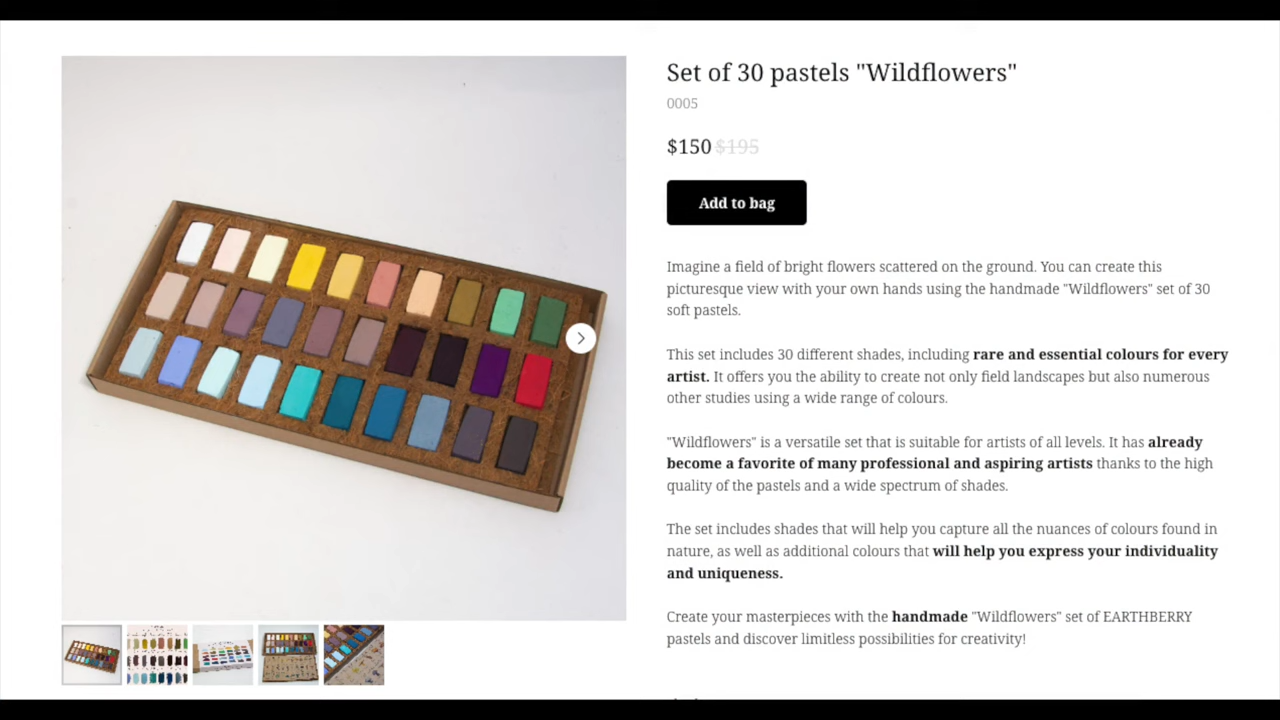 Set of 30 pastels "Wildflowers"
0005
$150 $195
Add to bag
Imagine a field of bright flowers scattered on the ground. You can create this
picturesque view with your own hands using the handmade "Wildflowers" set of 30
soft pastels.
This set includes 30 different shades, including rare and essential colours for every
artist. It offers you the ability to create not only field landscapes but also numerous
other studies using a wide range of colours.
"Wildflowers" is a versatile set that is suitable for artists of all levels. It has already
become a favorite of many professional and aspiring artists thanks to the high
quality of the pastels and a wide spectrum of shades.
The set includes shades that will help you capture all the nuances of colours found in
nature, as well as additional colours that will help you express your individuality
and uniqueness.
Create your masterpieces with the handmade "Wildflowers" set of EARTHBERRY
pastels and discover limitless possibilities for creativity!